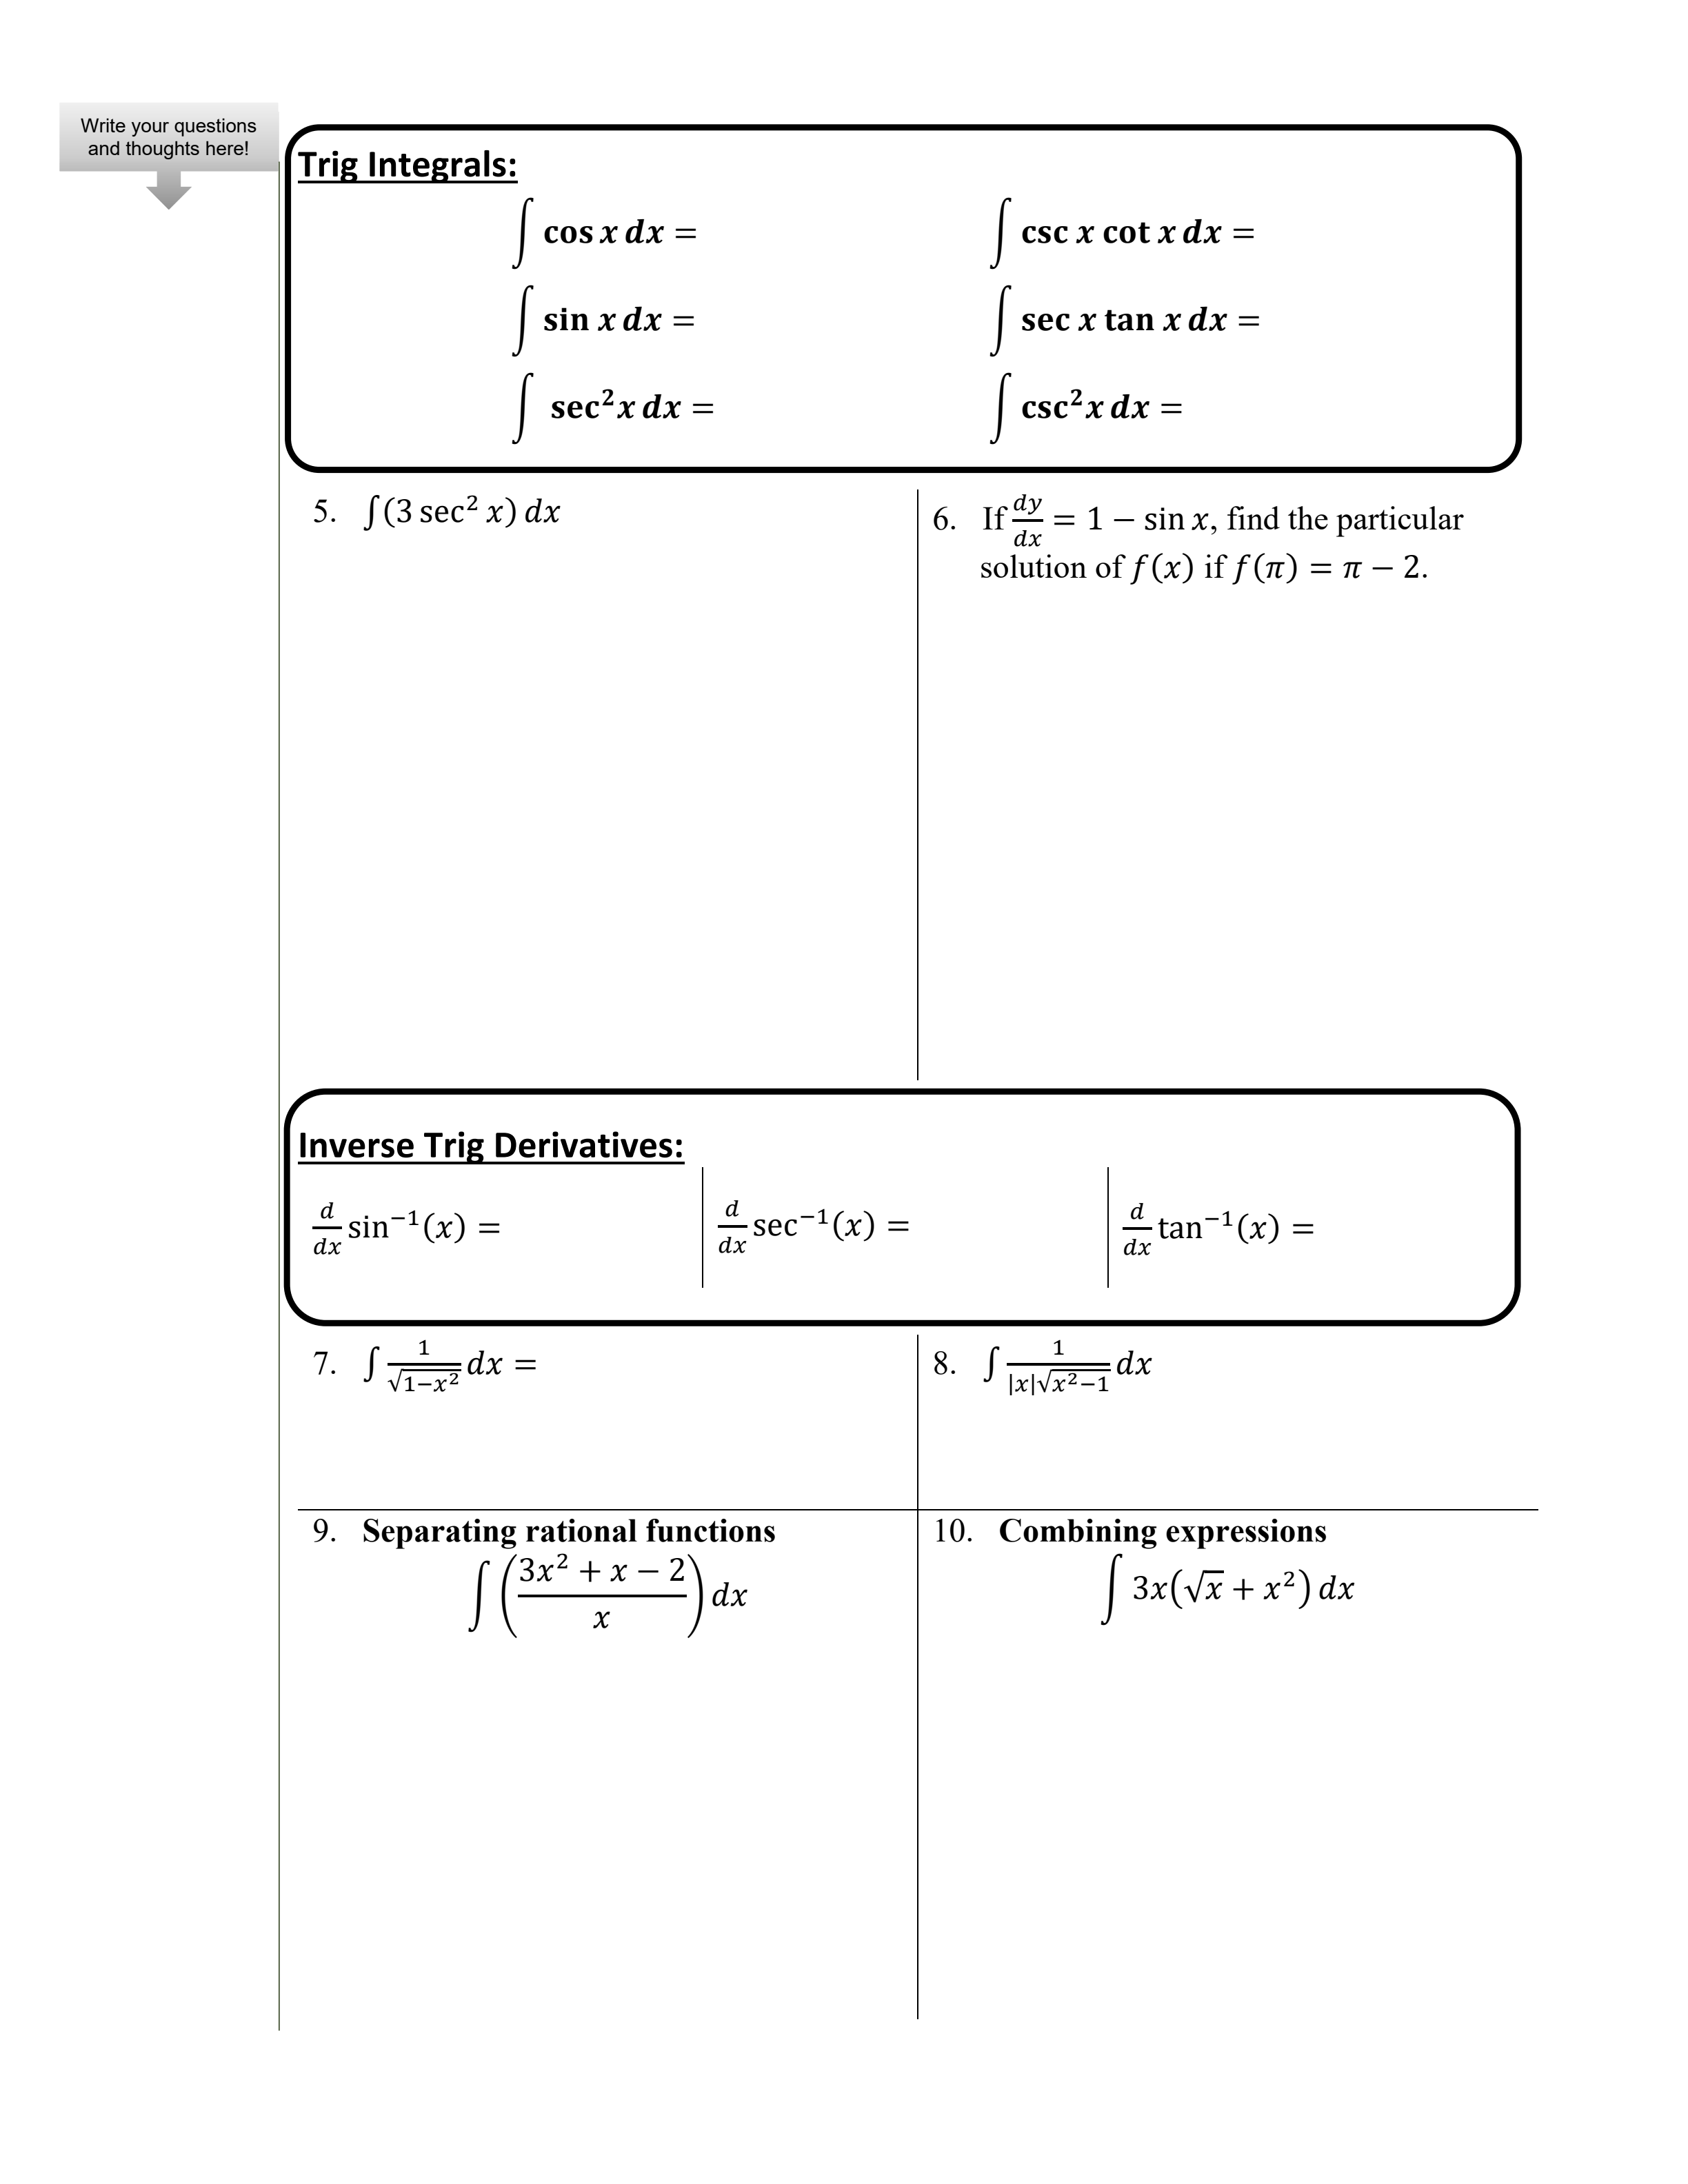 Write your questions
and thoughts here!
Trig Integrals:
∫ cos x dx =
∫ csc x cot x dx =
∫ sin x dx =
∫ sec x tan x dx =
∫ sec² x dx =
∫ csc² x dx =
5. ∫(3 sec² x) dx
6. If dy/dx = 1 − sin x, find the particular
solution of f(x) if f(π) = π − 2.
Inverse Trig Derivatives:
d/dx sin⁻¹(x) =
d/dx sec⁻¹(x) =
d/dx tan⁻¹(x) =
7. ∫ 1/√(1−x²) dx =
8. ∫ 1/(|x|√(x²−1)) dx
9. Separating rational functions
∫ ((3x² + x − 2)/x) dx
10. Combining expressions
∫ 3x(√x + x²) dx